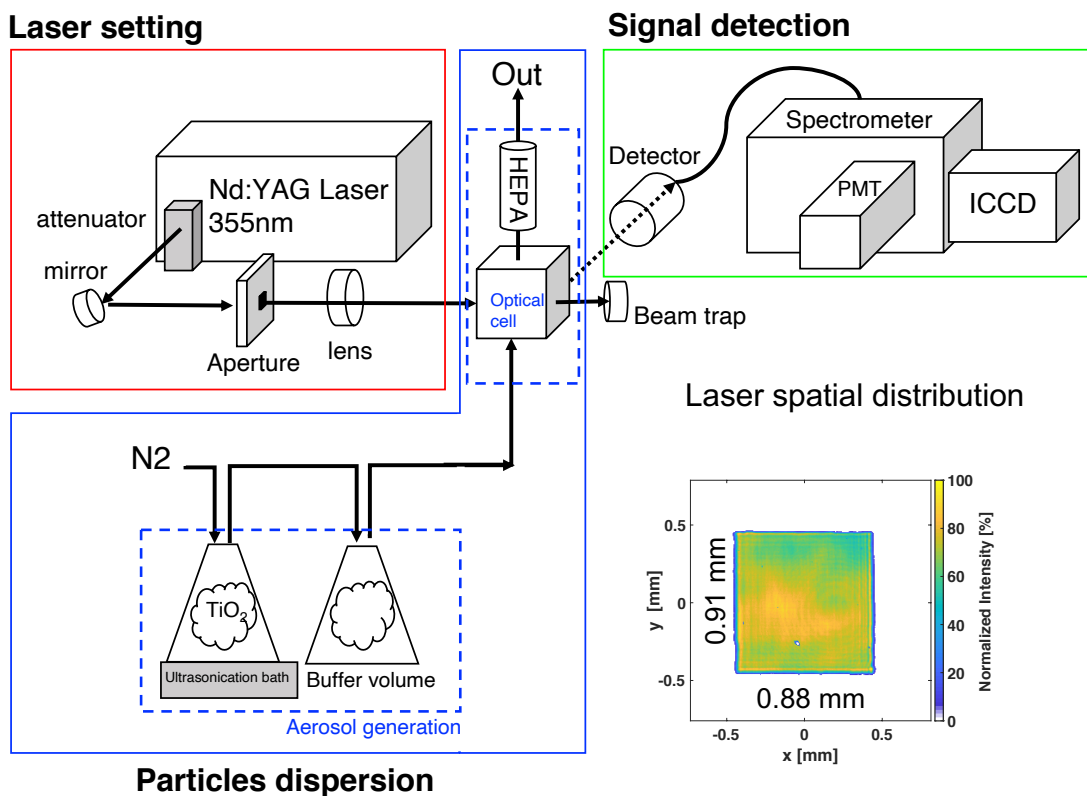 Laser setting
Signal detection
Out
HEPA
Nd:YAG Laser
355nm
attenuator
mirror
Aperture
lens
Optical
cell
Beam trap
Detector
Spectrometer
PMT
ICCD
N2
TiO2
Ultrasonication bath
Buffer volume
Aerosol generation
Particles dispersion
Laser spatial distribution
0.91 mm
0.88 mm
y [mm]
0.5
0
-0.5
-0.5
0
0.5
x [mm]
100
80
60
40
20
0
Normalized Intensity [%]